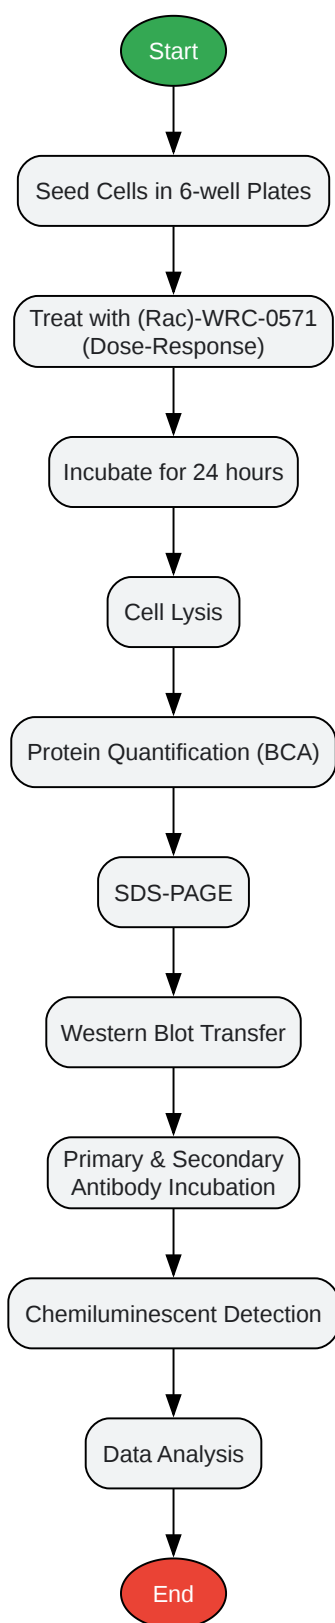 Start
Seed Cells in 6-well Plates
Treat with (Rac)-WRC-0571
(Dose-Response)
Incubate for 24 hours
Cell Lysis
Protein Quantification (BCA)
SDS-PAGE
Western Blot Transfer
Primary & Secondary
Antibody Incubation
Chemiluminescent Detection
Data Analysis
End